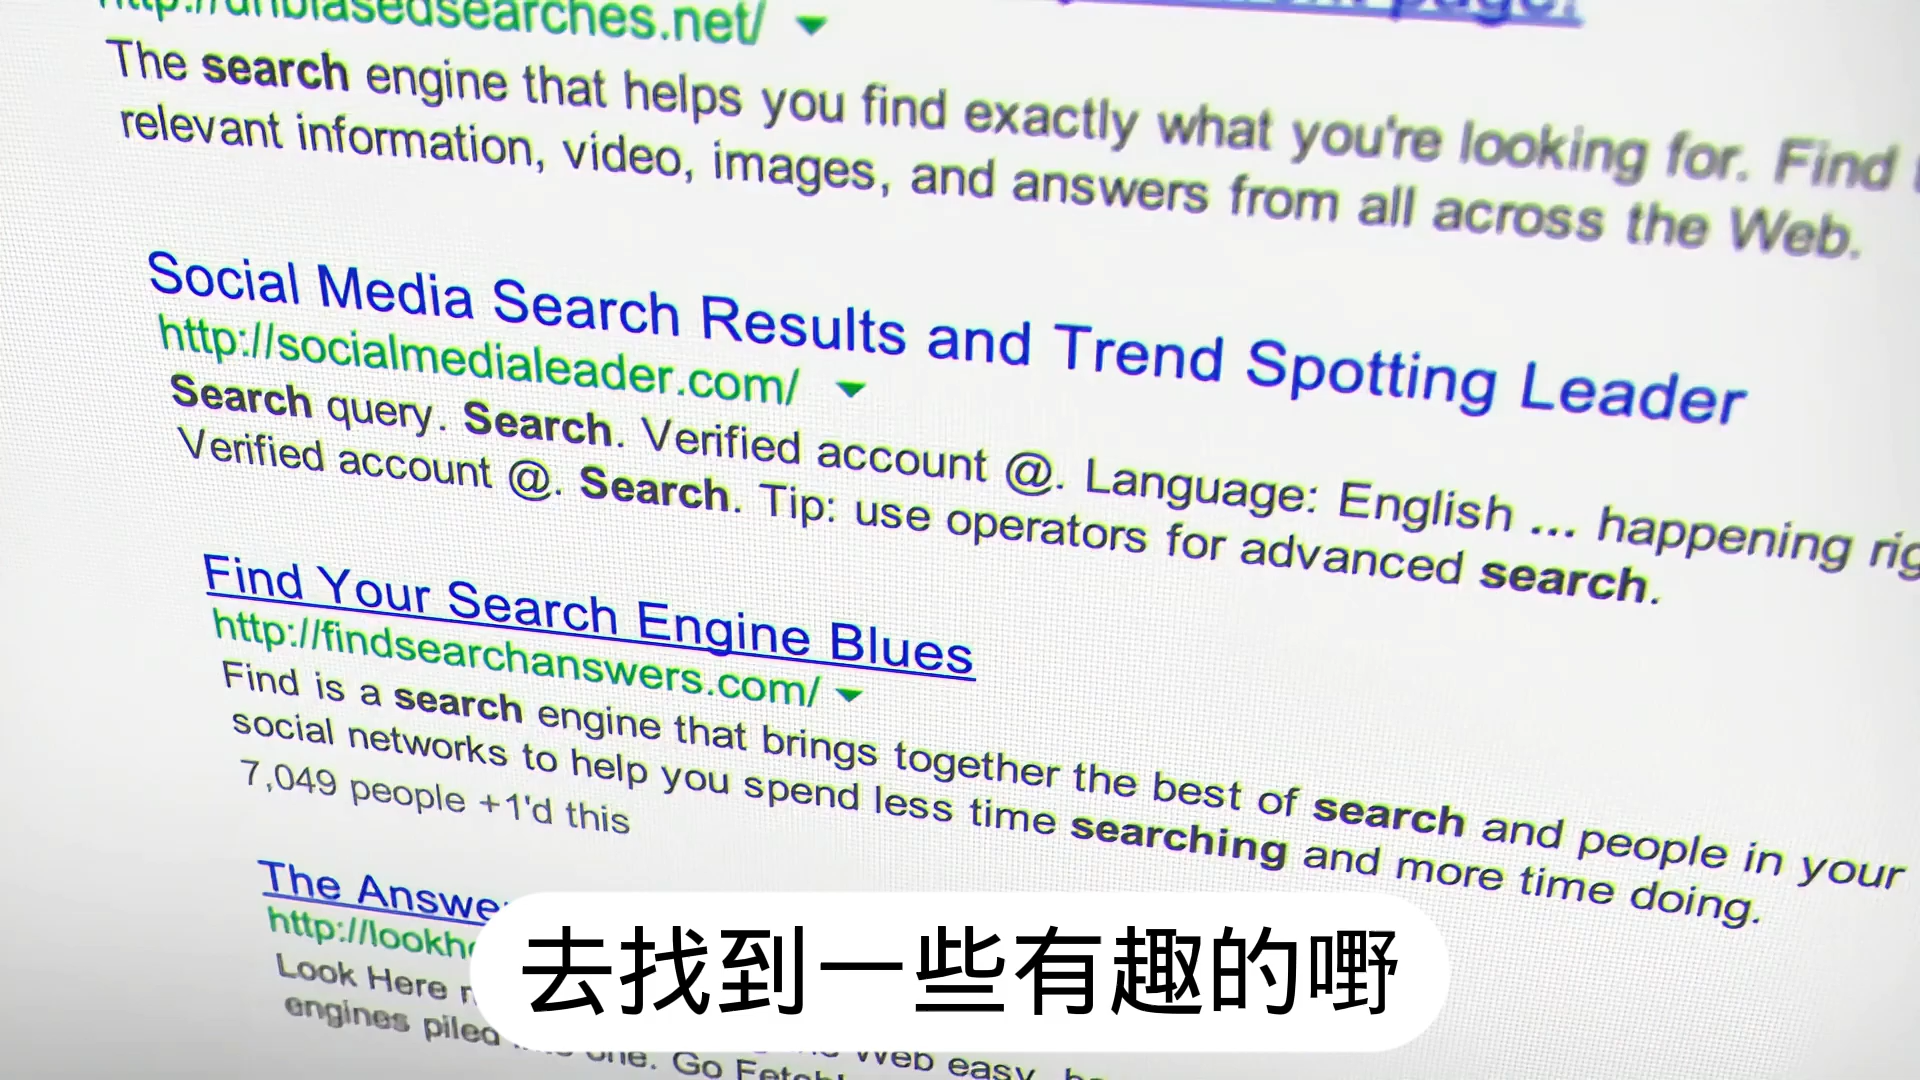 The search engine that helps you find exactly what you're looking for. Find
relevant information, video, images, and answers from all across the Web.
Social Media Search Results and Trend Spotting Leader
http://socialmedialeader.com/
Search query. Search. Verified account @. Language: English ... happening
Verified account @. Search. Tip: use operators for advanced search.
Find Your Search Engine Blues
http://findsearchanswers.com/
Find is a search engine that brings together the best of search and people in your
social networks to help you spend less time searching and more time doing.
7,049 people +1'd this
The
Look Here
engines
one. Go
Web easy,
去找到一些有趣的嘢